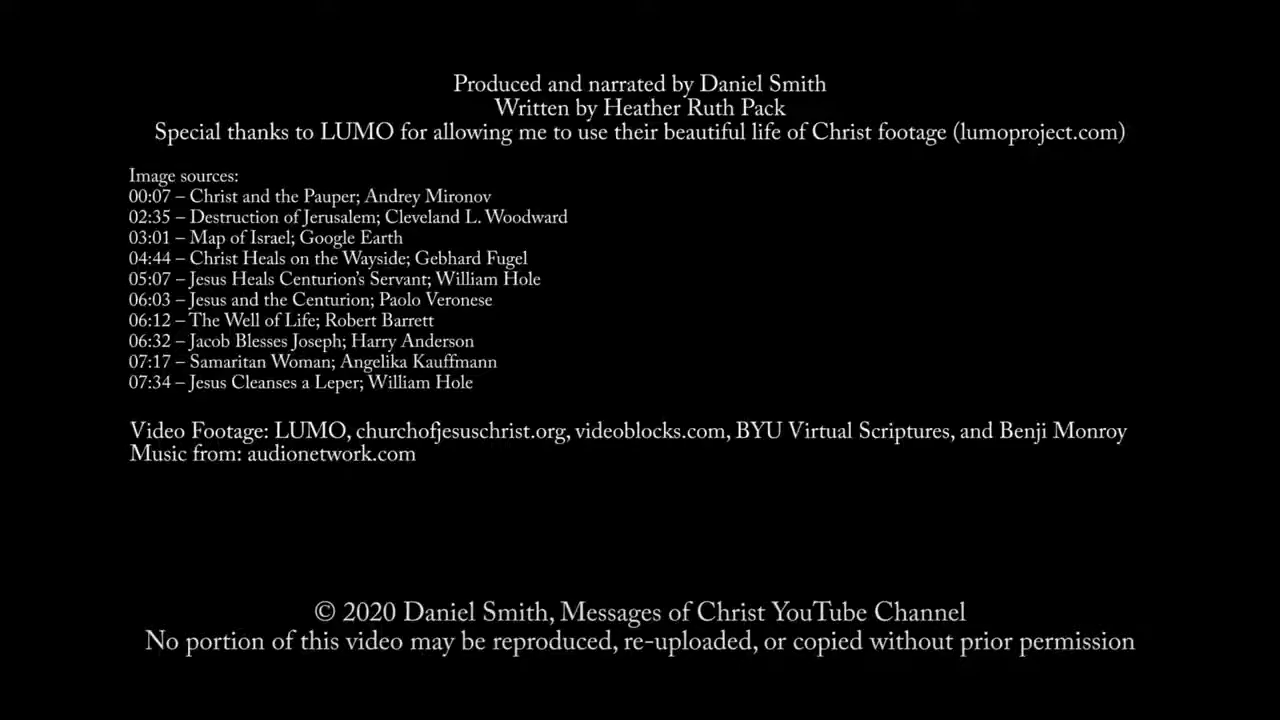 Produced and narrated by Daniel Smith
Written by Heather Ruth Pack
Special thanks to LUMO for allowing me to use their beautiful life of Christ footage (lumoproject.com)
Image sources:
00:07 – Christ and the Pauper; Andrey Mironov
02:35 – Destruction of Jerusalem; Cleveland L. Woodward
03:01 – Map of Israel; Google Earth
04:44 – Christ Heals on the Wayside; Gebhard Fugel
05:07 – Jesus Heals Centurion's Servant; William Hole
06:03 – Jesus and the Centurion; Paolo Veronese
06:12 – The Well of Life; Robert Barrett
06:32 – Jacob Blesses Joseph; Harry Anderson
07:17 – Samaritan Woman; Angelika Kauffmann
07:34 – Jesus Cleanses a Leper; William Hole
Video Footage: LUMO, churchofjesuschrist.org, videoblocks.com, BYU Virtual Scriptures, and Benji Monroy
Music from: audionetwork.com
© 2020 Daniel Smith, Messages of Christ YouTube Channel
No portion of this video may be reproduced, re-uploaded, or copied without prior permission